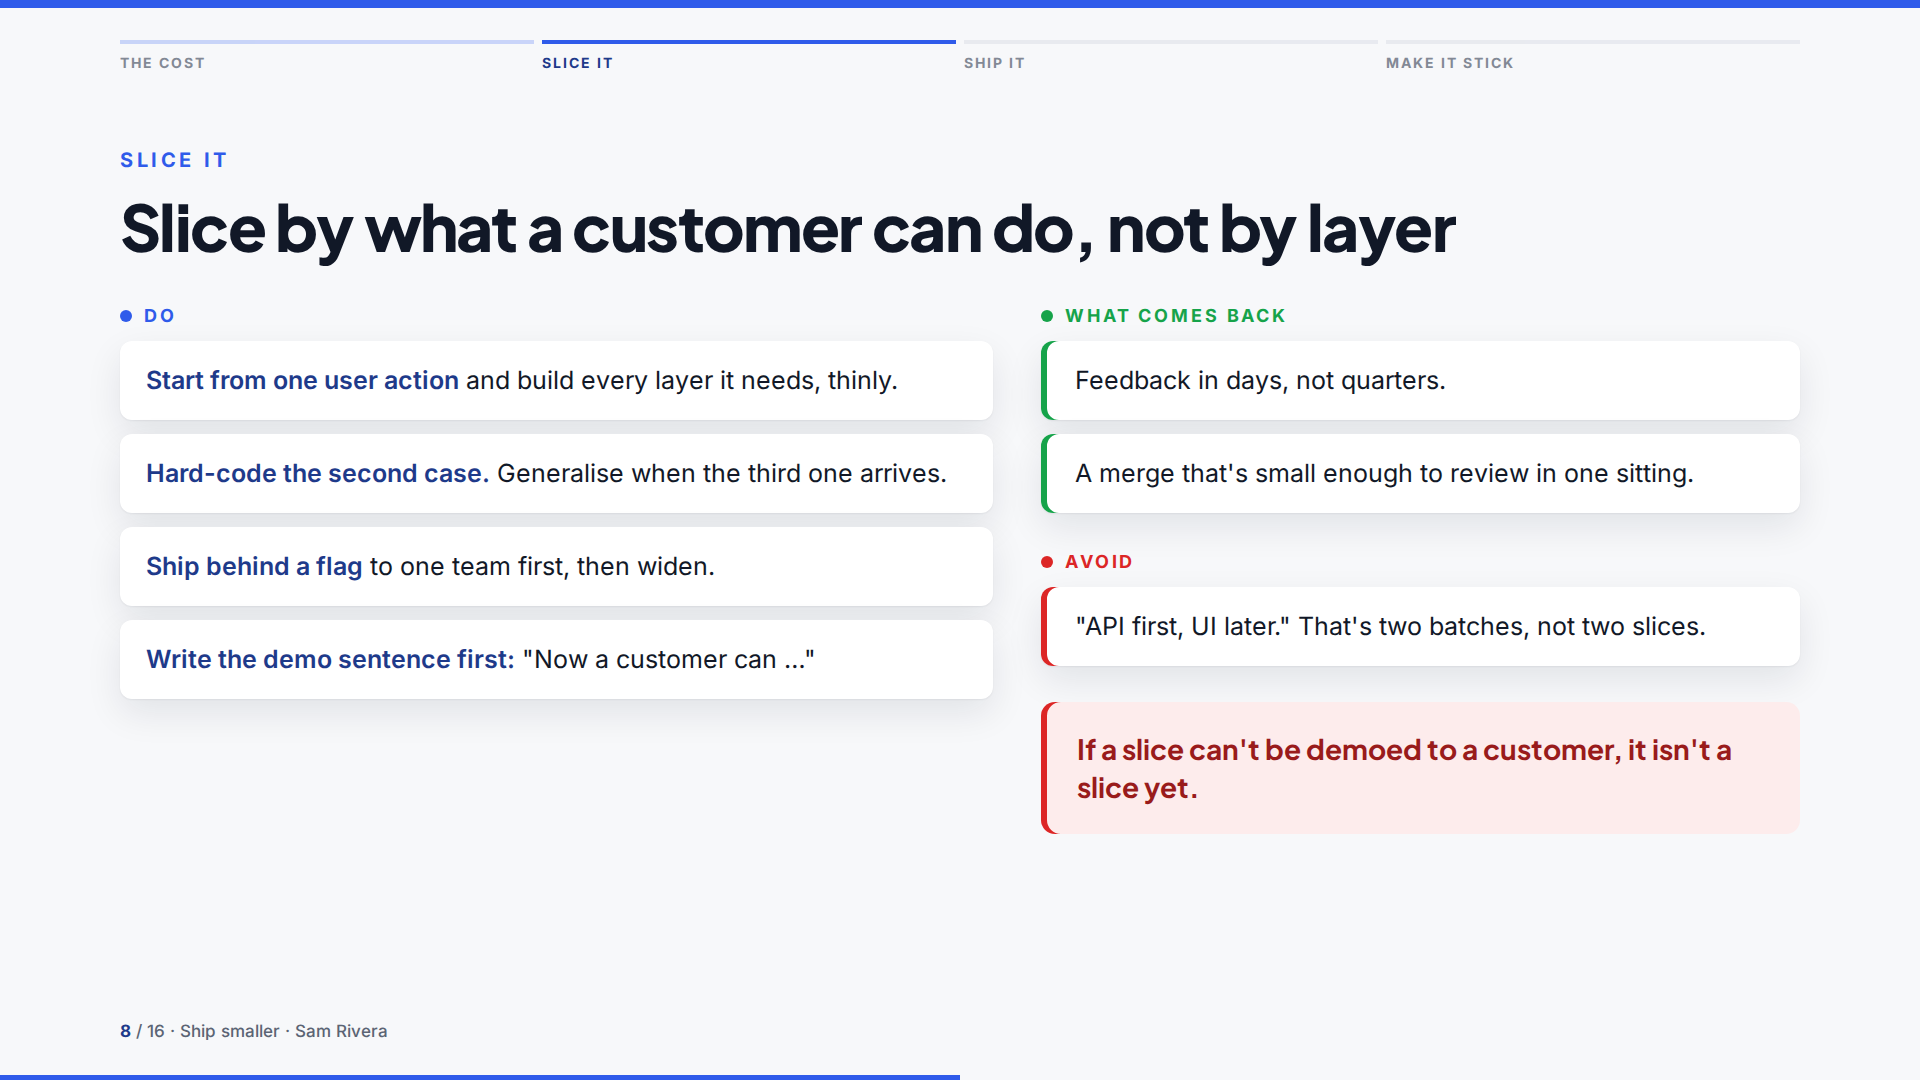 THE COST
SLICE IT
SHIP IT
MAKE IT STICK
SLICE IT
Slice by what a customer can do, not by layer
DO
Start from one user action and build every layer it needs, thinly.
Hard-code the second case. Generalise when the third one arrives.
Ship behind a flag to one team first, then widen.
Write the demo sentence first: "Now a customer can ..."
WHAT COMES BACK
Feedback in days, not quarters.
A merge that's small enough to review in one sitting.
AVOID
"API first, UI later." That's two batches, not two slices.
If a slice can't be demoed to a customer, it isn't a
slice yet.
8 / 16 · Ship smaller · Sam Rivera